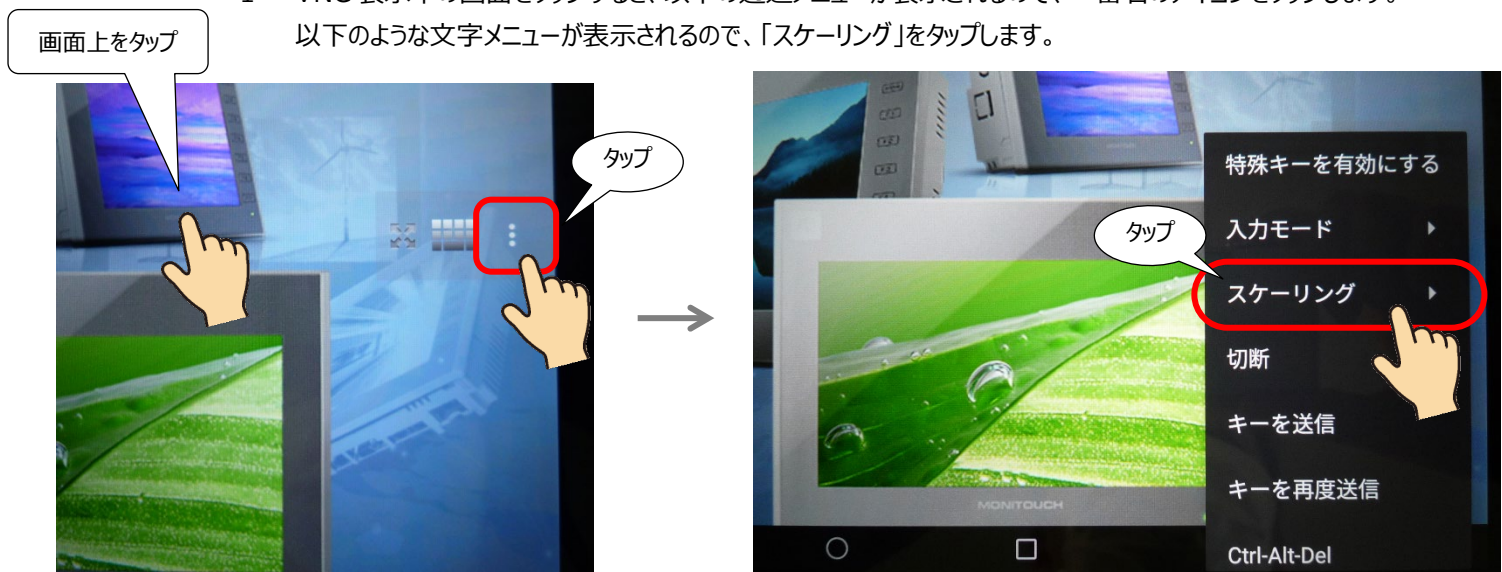 以下のような文字メニューが表示されるので、「スケーリング」をタップします。
画面上をタップ
タップ
タップ
特殊キーを有効にする
入力モード
スケーリング
切断
キーを送信
キーを再度送信
Ctrl-Alt-Del
MONITOUCH